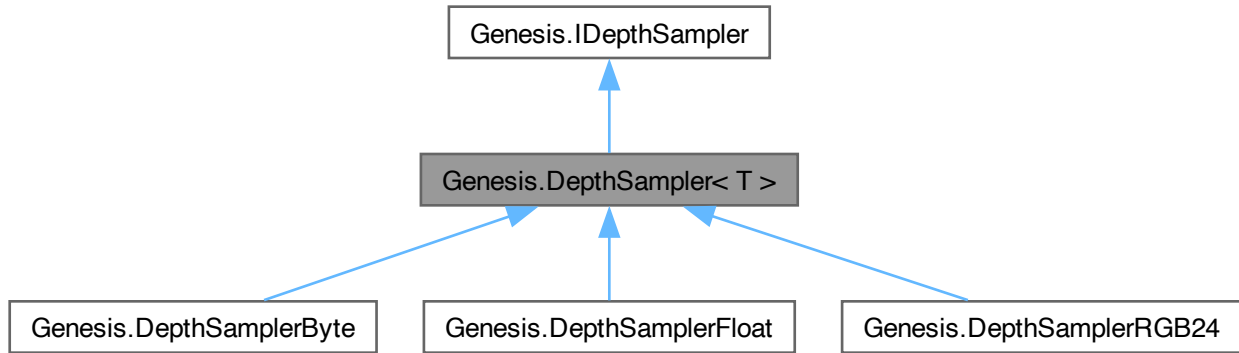 Genesis.IDepthSampler
Genesis.DepthSampler< T >
Genesis.DepthSamplerByte
Genesis.DepthSamplerFloat
Genesis.DepthSamplerRGB24